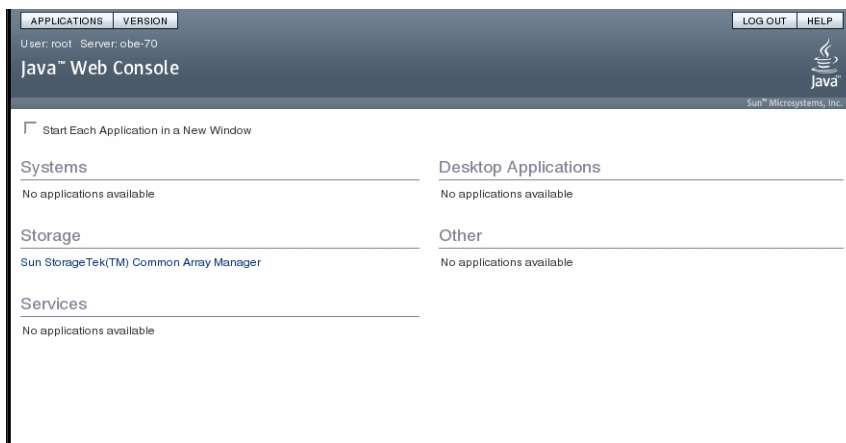 APPLICATIONS VERSION
LOG OUT HELP
User: root Server: obe-70
Java™ Web Console
Java™
Sun™ Microsystems, Inc.
Start Each Application in a New Window
Systems
No applications available
Desktop Applications
No applications available
Storage
Sun StorageTek(TM) Common Array Manager
Other
No applications available
Services
No applications available